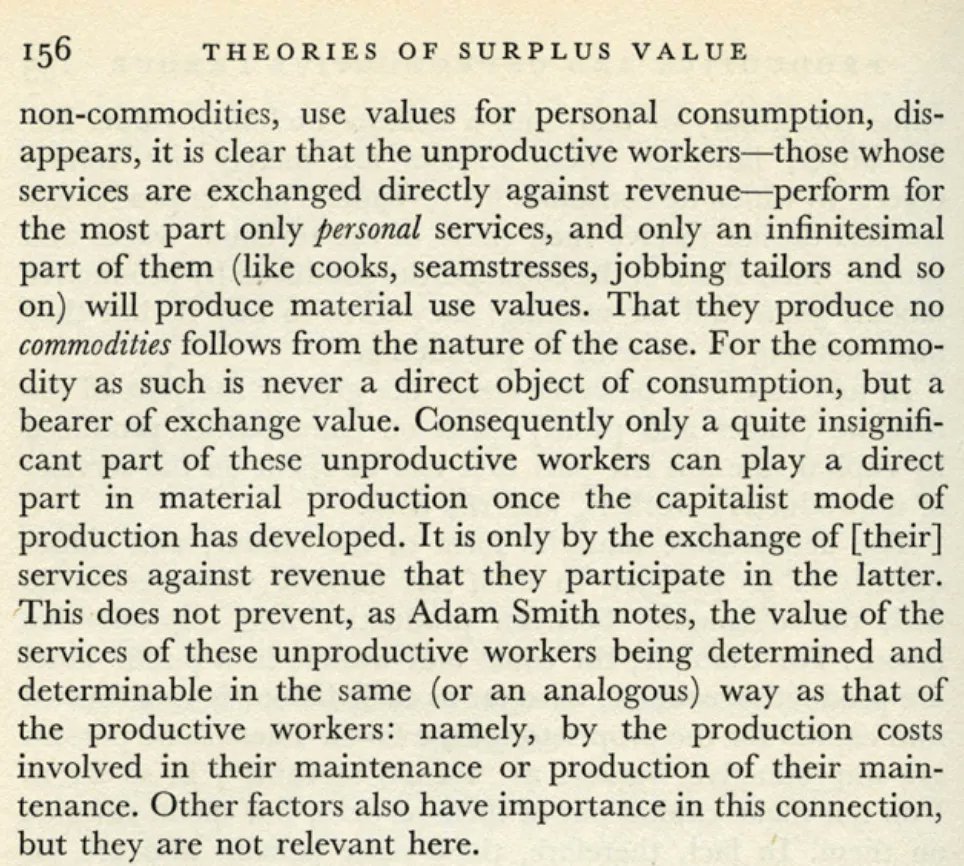 156 THEORIES OF SURPLUS VALUE
non-commodities, use values for personal consumption, dis-
appears, it is clear that the unproductive workers—those whose
services are exchanged directly against revenue—perform for
the most part only personal services, and only an infinitesimal
part of them (like cooks, seamstresses, jobbing tailors and so
on) will produce material use values. That they produce no
commodities follows from the nature of the case. For the commo-
dity as such is never a direct object of consumption, but a
bearer of exchange value. Consequently only a quite insignifi-
cant part of these unproductive workers can play a direct
part in material production once the capitalist mode of
production has developed. It is only by the exchange of [their]
services against revenue that they participate in the latter.
This does not prevent, as Adam Smith notes, the value of the
services of these unproductive workers being determined and
determinable in the same (or an analogous) way as that of
the productive workers: namely, by the production costs
involved in their maintenance or production of their main-
tenance. Other factors also have importance in this connection,
but they are not relevant here.